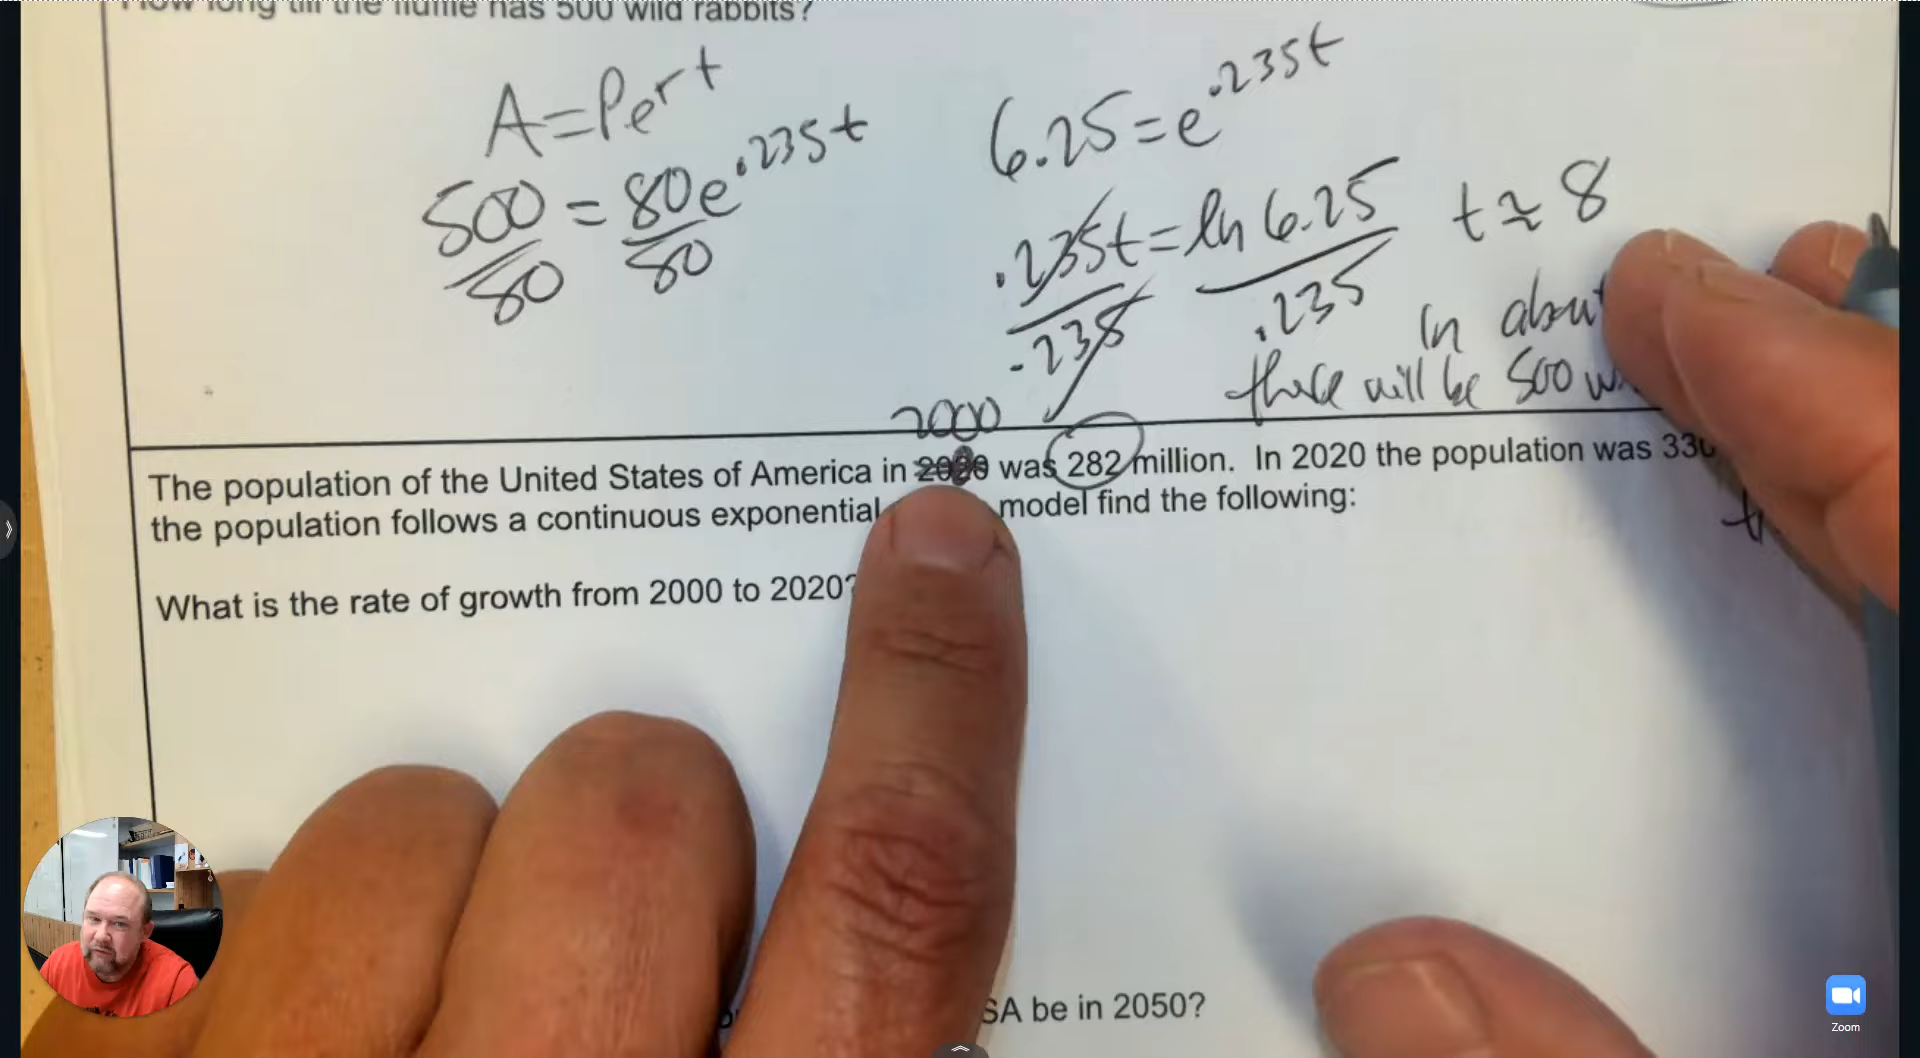 How long till the flume has 500 wild rabbits?
A=Pe^rt
500 = 80e^.235t
80 80
6.25=e^.235t
.235t=ln 6.25
.235 .235
t≈8
In about
there will be 500
2000
The population of the United States of America in 2020 was 282 million. In 2020 the population was 330
the population follows a continuous exponential model find the following:
What is the rate of growth from 2000 to 2020?
SA be in 2050?
Zoom